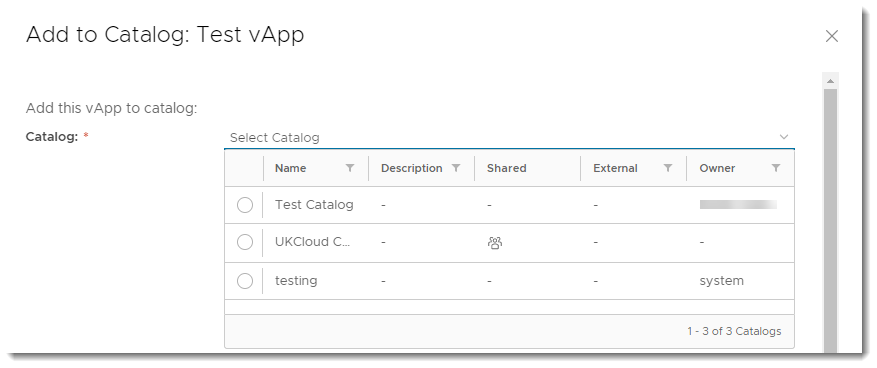 Add to Catalog: Test vApp
Add this vApp to catalog:
Catalog: * Select Catalog
Name Description Shared External Owner
Test Catalog - - -
UKCloud C... - - -
testing - - - system
1 - 3 of 3 Catalogs